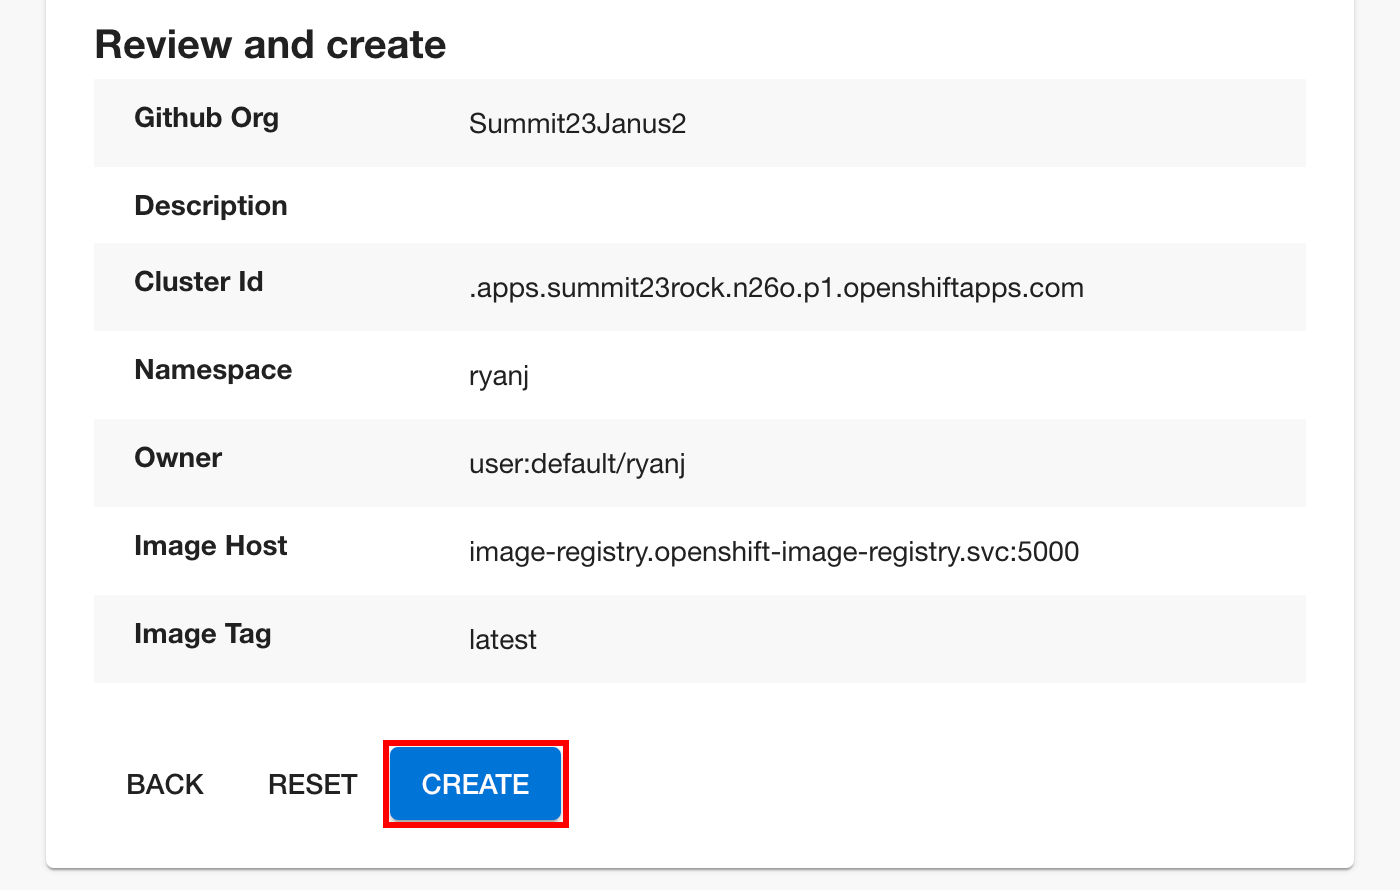 Review and create
Github Org Summit23Janus2
Description
Cluster Id .apps.summit23rock.n26o.p1.openshiftapps.com
Namespace ryanj
Owner user:default/ryanj
Image Host image-registry.openshift-image-registry.svc:5000
Image Tag latest
BACK RESET CREATE